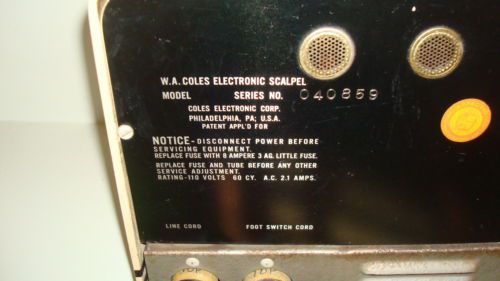 W.A. COLES ELECTRONIC SCALPEL
MODEL SERIES NO. 040859
COLES ELECTRONIC CORP.
PHILADELPHIA, PA; U.S.A.
PATENT APPL'D FOR
NOTICE - DISCONNECT POWER BEFORE
SERVICING EQUIPMENT.
REPLACE FUSE WITH 8 AMPERE 3 AG. LITTLE FUSE.
REPLACE FUSE AND TUBE BEFORE ANY OTHER
SERVICE ADJUSTMENT.
RATING-110 VOLTS 60 CY. A.C. 2.1 AMPS.
LINE CORD FOOT SWITCH CORD
TOP TOP